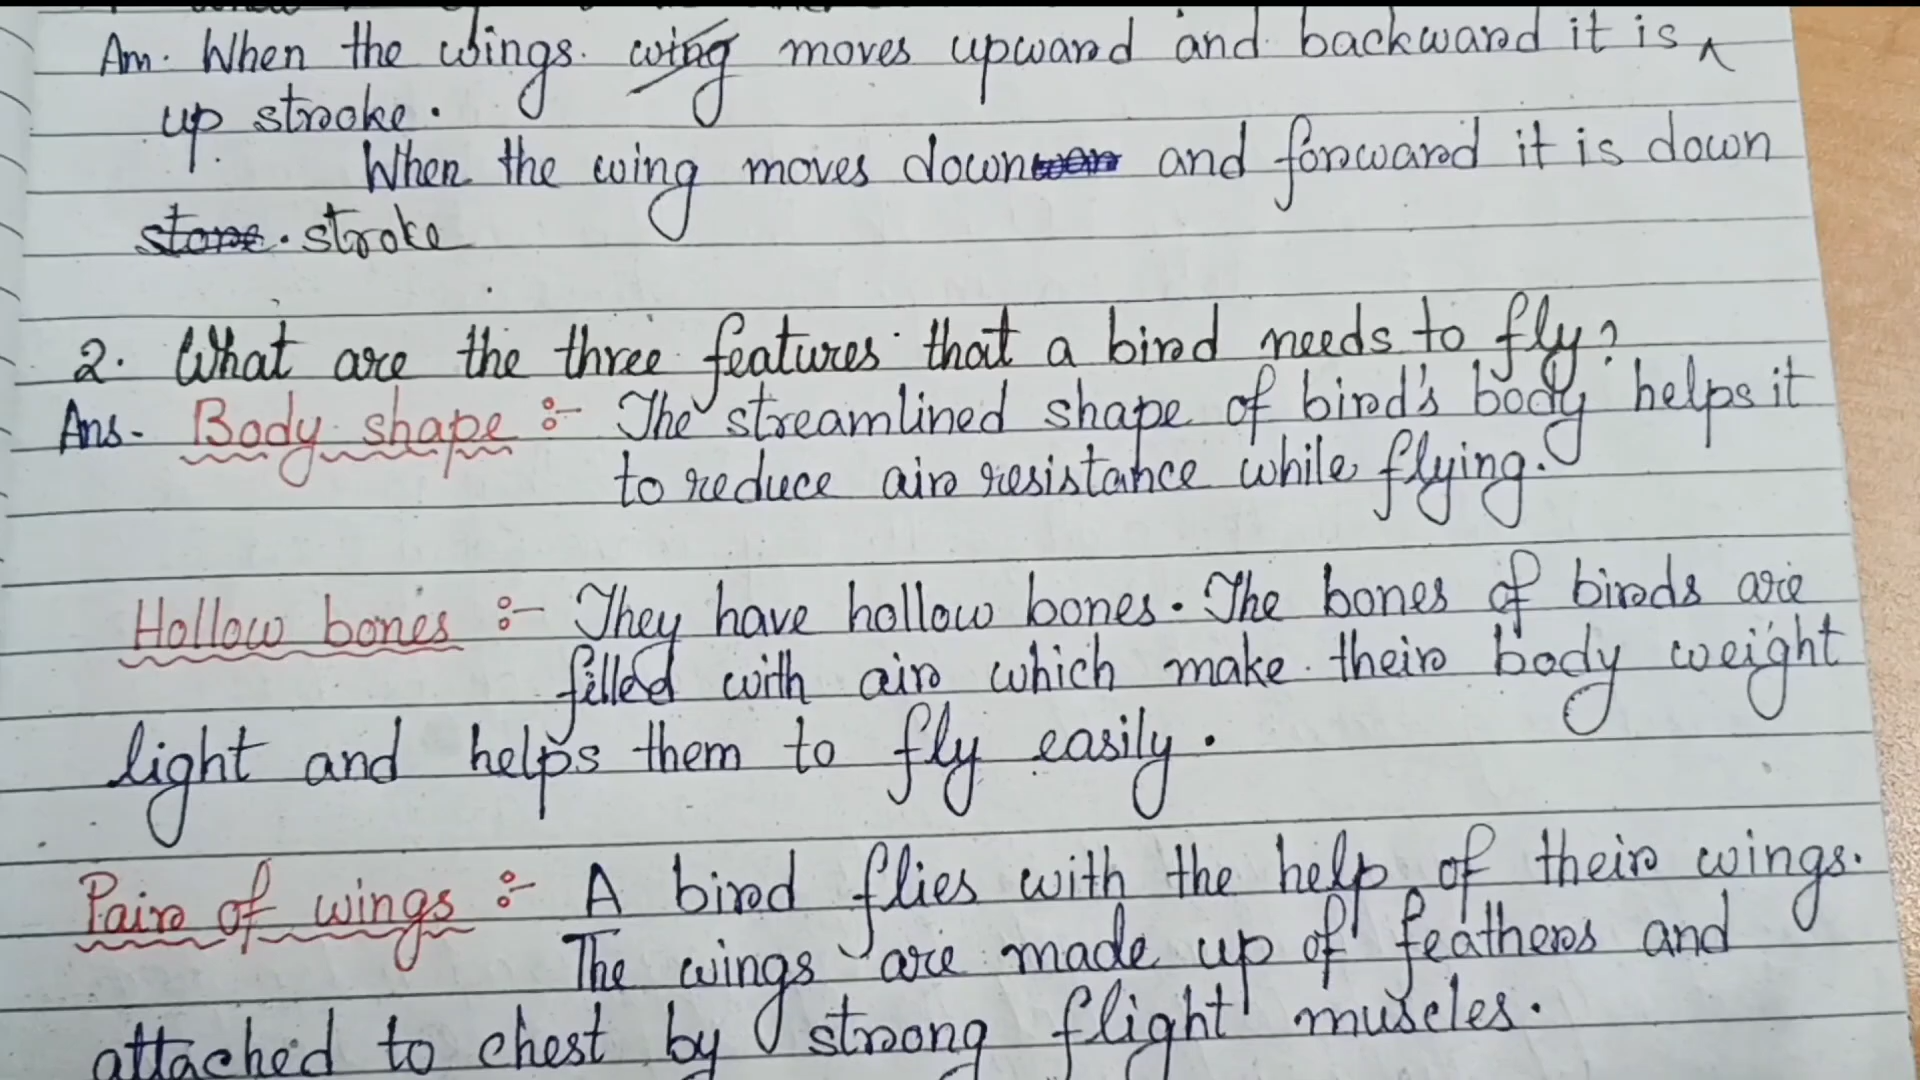 Ans. When the wings. wing moves upward and backward it is ^
up stroke.
When the wing moves down and forward it is down
stone. stroke
2. What are the three features that a bird needs to fly?
Ans- Body shape :- The streamlined shape of bird's body helps it
to reduce air resistance while flying.
Hollow bones :- They have hollow bones. The bones of birds are
filled with air which make their body weight
light and helps them to fly easily.
Pair of wings :- A bird flies with the help of their wings.
The wings are made up of feathers and
attached to chest by strong flight muscles.